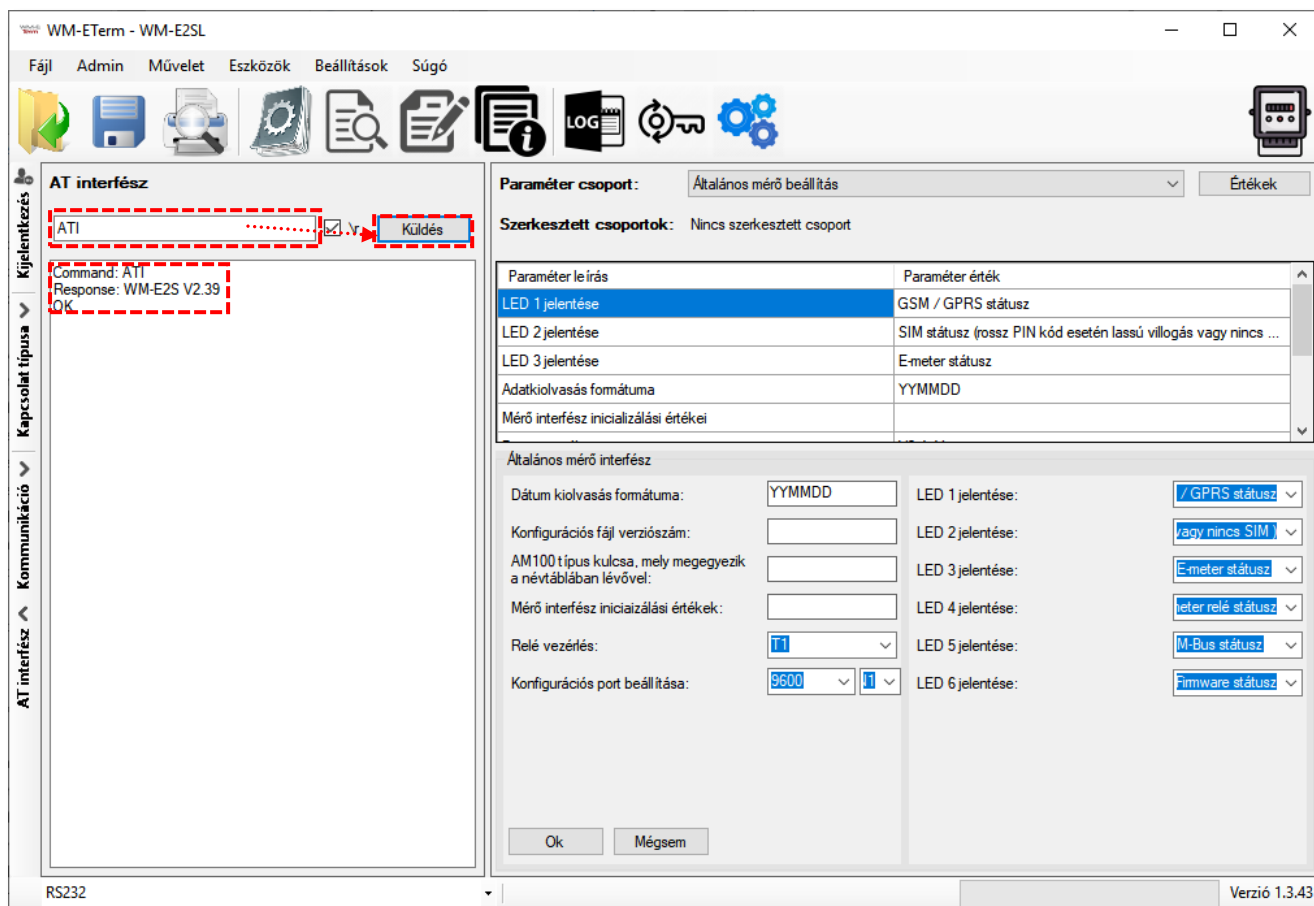 WM-ETerm - WM-E2SL
Fájl Admin Művelet Eszközök Beállítások Súgó
LOG
Kijelentkezés
Kapcsolat típusa
Kommunikáció
AT interfész
AT interfész
ATI \r Küldés
Command: ATI
Response: WM-E2S V2.39
OK
Paraméter csoport: Általános mérő beállítás Értékek
Szerkesztett csoportok: Nincs szerkesztett csoport
Paraméter leírás Paraméter érték
LED 1 jelentése GSM / GPRS státusz
LED 2 jelentése SIM státusz (rossz PIN kód esetén lassú villogás vagy nincs ...
LED 3 jelentése E-meter státusz
Adatkiolvasás formátuma YYMMDD
Mérő interfész inicializálási értékei
Általános mérő interfész
Dátum kiolvasás formátuma: YYMMDD LED 1 jelentése: / GPRS státusz
Konfigurációs fájl verziószám: LED 2 jelentése: vagy nincs SIM )
AM100 típus kulcsa, mely megegyezik
a névtáblában lévővel: LED 3 jelentése: E-meter státusz
Mérő interfész iniciaizálási értékek: LED 4 jelentése: neter relé státusz
Relé vezérlés: T1 LED 5 jelentése: M-Bus státusz
Konfigurációs port beállítása: 9600 LED 6 jelentése: Firmware státusz
Ok Mégsem
RS232 Verzió 1.3.43